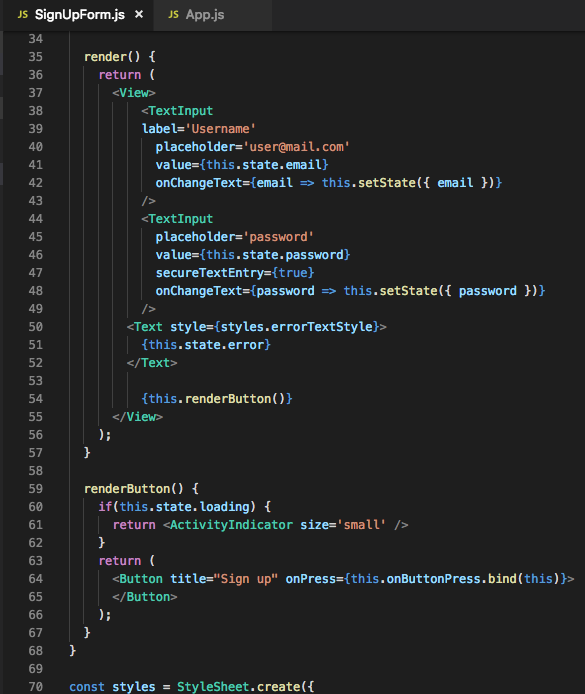 JS SignUpForm.js × JS App.js
34
35 render() {
36 return (
37 <View>
38 <TextInput
39 label='Username'
40 placeholder='user@mail.com'
41 value={this.state.email}
42 onChangeText={email => this.setState({ email })}
43 />
44 <TextInput
45 placeholder='password'
46 value={this.state.password}
47 secureTextEntry={true}
48 onChangeText={password => this.setState({ password })}
49 />
50 <Text style={styles.errorTextStyle}>
51 {this.state.error}
52 </Text>
53
54 {this.renderButton()}
55 </View>
56 );
57 }
58
59 renderButton() {
60 if(this.state.loading) {
61 return <ActivityIndicator size='small' />
62 }
63 return (
64 <Button title="Sign up" onPress={this.onButtonPress.bind(this)}>
65 </Button>
66 );
67 }
68 }
69
70 const styles = StyleSheet.create({